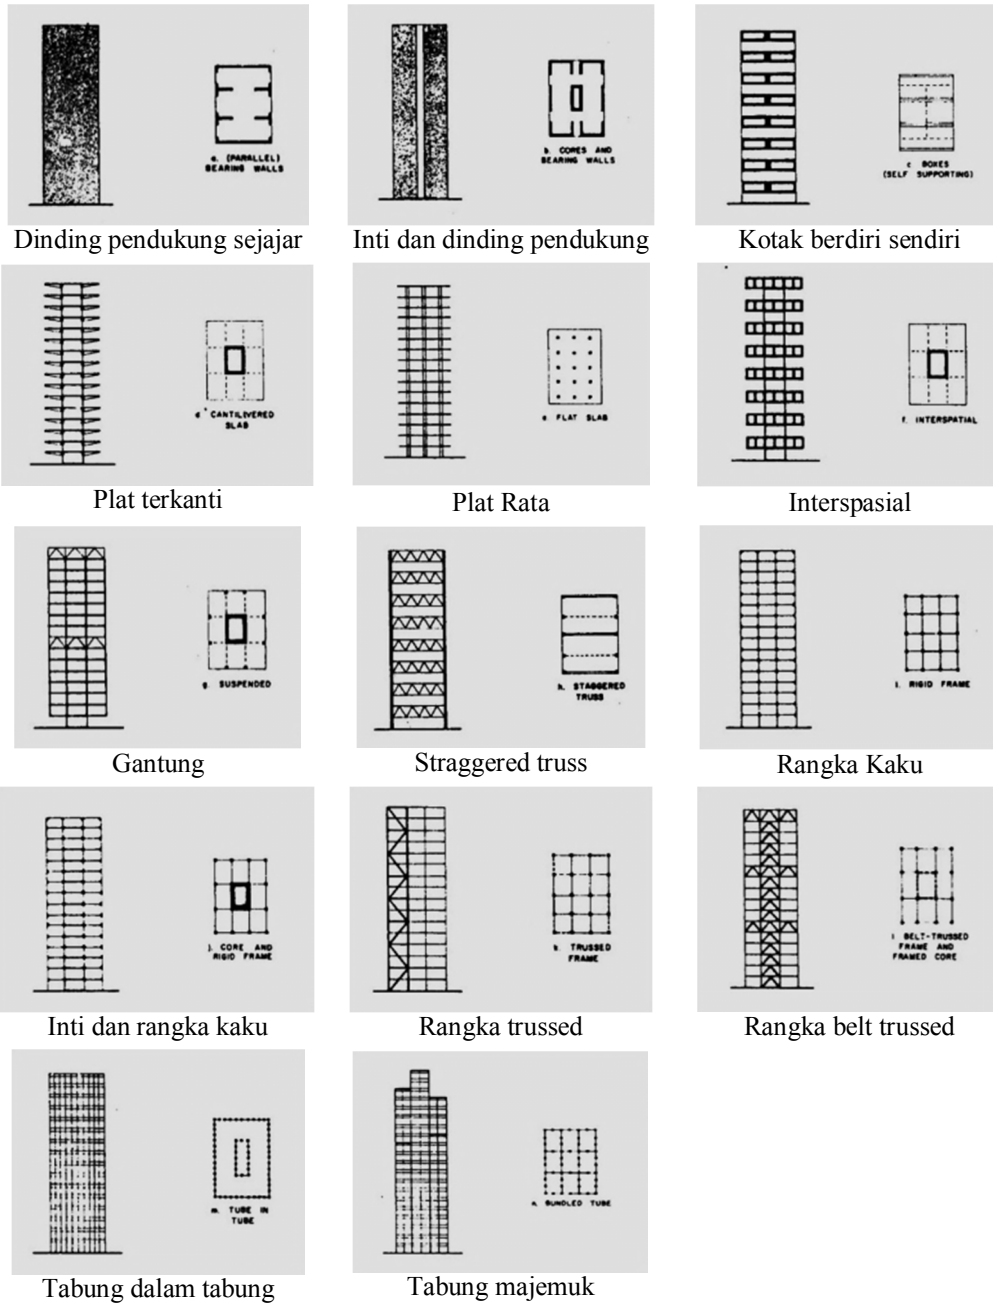 a. (PARALLEL)
BEARING WALLS
Dinding pendukung sejajar
b. CORES AND
BEARING WALLS
Inti dan dinding pendukung
c BOXES
(SELF SUPPORTING)
Kotak berdiri sendiri
d CANTILIVERED
SLAB
Plat terkanti
e. FLAT SLAB
Plat Rata
f. INTERSPATIAL
Interspasial
g. SUSPENDED
Gantung
h. STAGGERED
TRUSS
Straggered truss
i. RIGID FRAME
Rangka Kaku
j. CORE AND
RIGID FRAME
Inti dan rangka kaku
k. TRUSSED
FRAME
Rangka trussed
l BELT-TRUSSED
FRAME AND
FRAMED CORE
Rangka belt trussed
m. TUBE IN
TUBE
Tabung dalam tabung
n. BUNDLED TUBE
Tabung majemuk